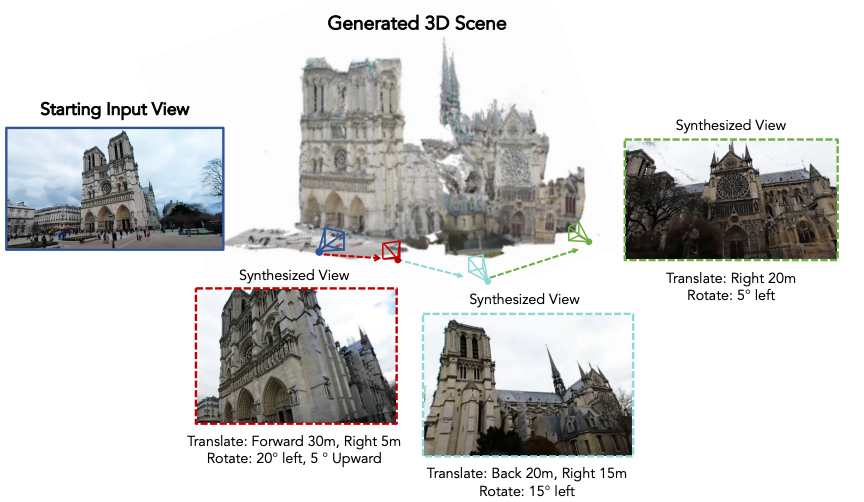 Generated 3D Scene
Starting Input View
Synthesized View
Translate: Right 20m
Rotate: 5° left
Synthesized View
Translate: Forward 30m, Right 5m
Rotate: 20° left, 5 ° Upward
Synthesized View
Translate: Back 20m, Right 15m
Rotate: 15° left